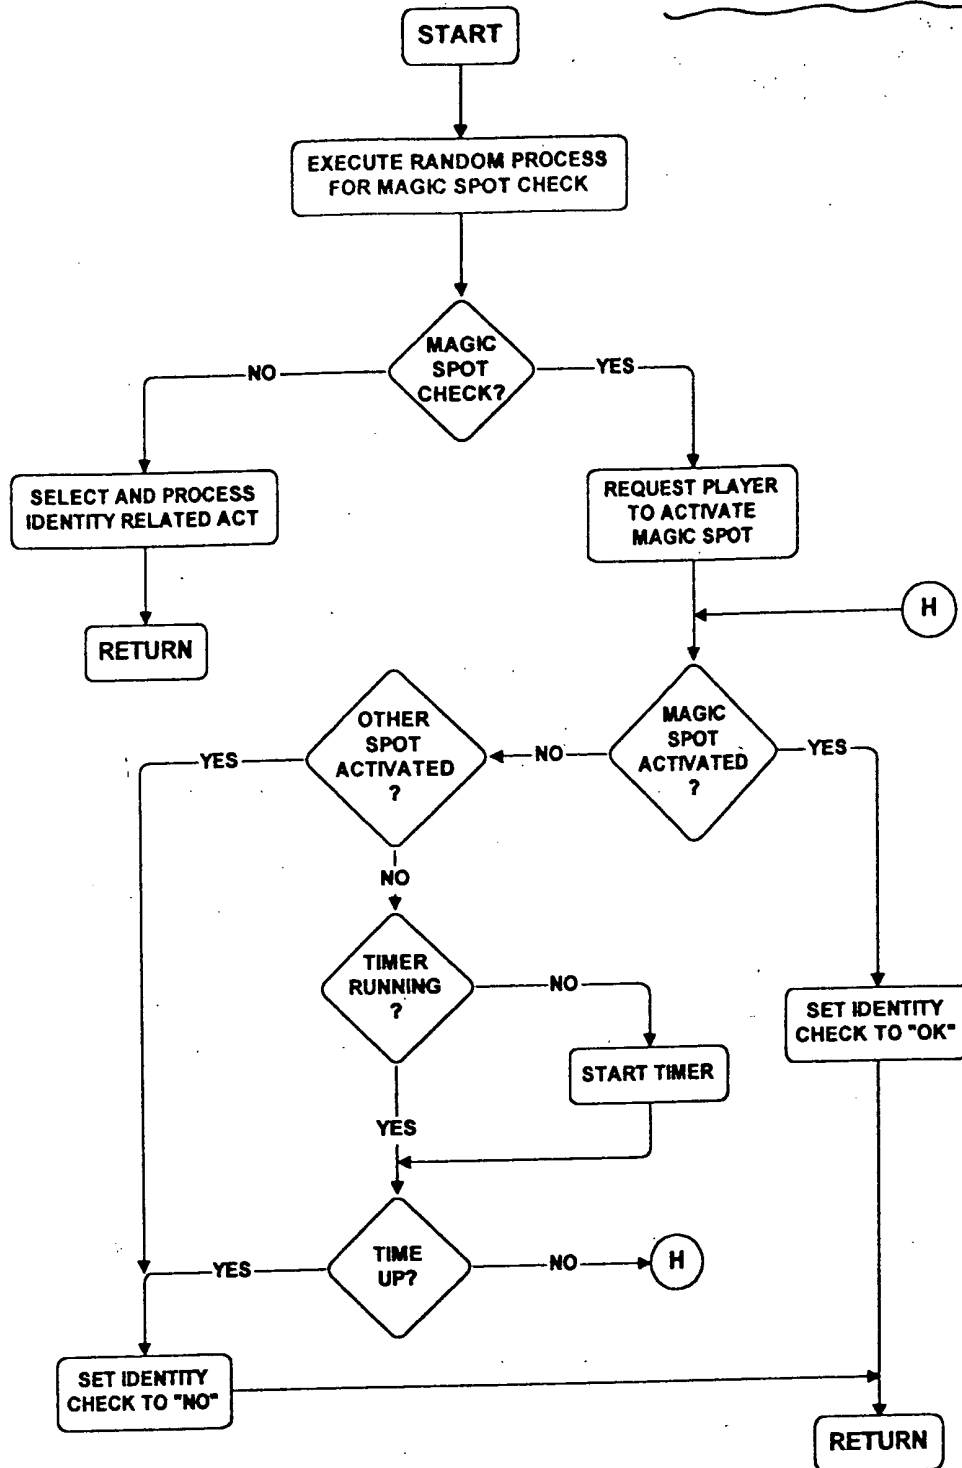 START
EXECUTE RANDOM PROCESS
FOR MAGIC SPOT CHECK
MAGIC
SPOT
CHECK?
NO
YES
SELECT AND PROCESS
IDENTITY RELATED ACT
REQUEST PLAYER
TO ACTIVATE
MAGIC SPOT
RETURN
H
OTHER
SPOT
ACTIVATED
?
MAGIC
SPOT
ACTIVATED
?
YES
NO
YES
NO
TIMER
RUNNING
?
NO
SET IDENTITY
CHECK TO "OK"
START TIMER
YES
TIME
UP?
YES
NO
H
SET IDENTITY
CHECK TO "NO"
RETURN